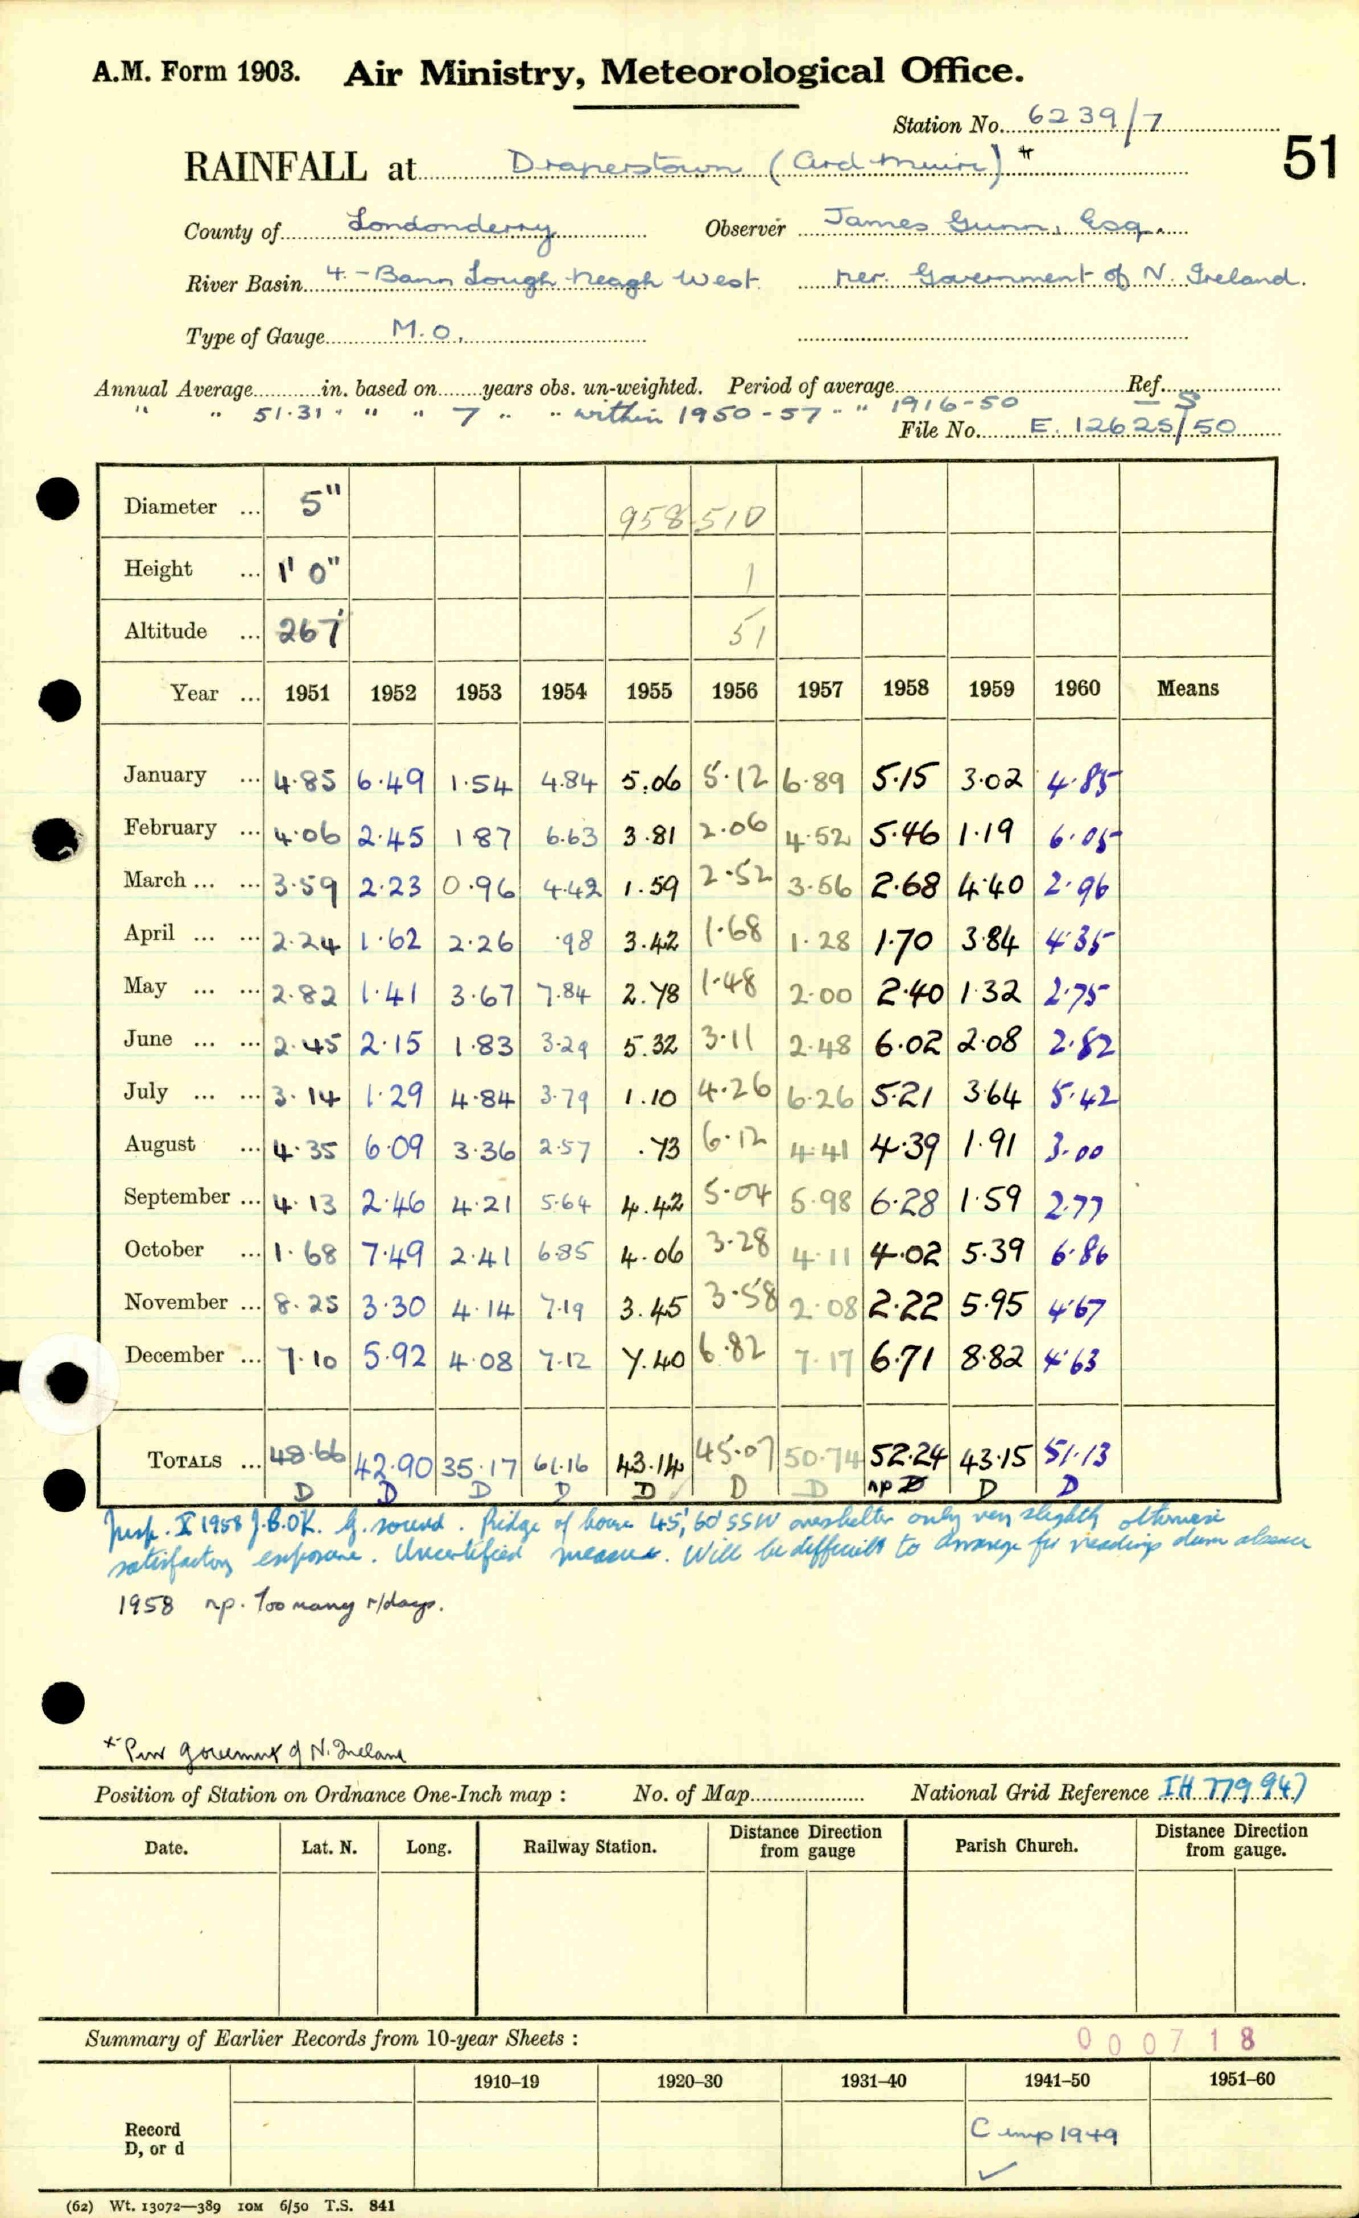 A.M. Form 1903. Air Ministry, Meteorological Office.
Station No. 6239/7
51
RAINFALL at Draperstown (Ard-Muire) *
County of Londonderry Observer James Gunn, Esq.
River Basin 4.-Bann Lough Neagh West. per. Government of N. Ireland.
Type of Gauge M.O.
Annual Average in. based on years obs. un-weighted. Period of average Ref.
" " 51.31 " " " 7 " " within 1950-57 " " 1916-50 - S
File No. E. 12625/50
Diameter ... 5" 958 510
Height ... 1' 0" 1
Altitude ... 267' 51
Year ... 1951 1952 1953 1954 1955 1956 1957 1958 1959 1960 Means
January ... 4.85 6.49 1.54 4.84 5.06 5.12 6.89 5.15 3.02 4.85
February ... 4.06 2.45 1 87 6.63 3.81 2.06 4.52 5.46 1.19 6.05
March ... ... 3.59 2.23 0.96 4.42 1.59 2.52 3.56 2.68 4.40 2.96
April ... ... 2.24 1.62 2.26 .98 3.42 1.68 1.28 1.70 3.84 4.35
May ... ... 2.82 1.41 3.67 7.84 2.78 1.48 2.00 2.40 1.32 2.75
June ... ... 2.45 2.15 1.83 3.29 5.32 3.11 2.48 6.02 2.08 2.82
July ... ... 3.14 1.29 4.84 3.79 1.10 4.26 6.26 5.21 3.64 5.42
August ... 4.35 6.09 3.36 2.57 .73 6.12 4.41 4.39 1.91 3.00
September ... 4.13 2.46 4.21 5.64 4.42 5.04 5.98 6.28 1.59 2.77
October ... 1.68 7.49 2.41 6.85 4.06 3.28 4.11 4.02 5.39 6.86
November ... 8.25 3.30 4.14 7.19 3.45 3.58 2.08 2.22 5.95 4.67
December ... 7.10 5.92 4.08 7.12 7.40 6.82 7.17 6.71 8.82 4.63
TOTALS ... 48.66 42.90 35.17 61.16 43.14 45.07 50.74 52.24 43.15 51.13
D D D D D D D np D D D
Insp. X 1958 J.B.OK. G. sound. Ridge of house 45', 60' SSW overshelter only very slightly otherwise
satisfactory exposure. Uncertified measure. Will be difficult to arrange for readings during absence
1958 np. Too many r/days.
* Per Government of N. Ireland
Position of Station on Ordnance One-Inch map : No. of Map National Grid Reference IH 779 947
Date. Lat. N. Long. Railway Station. Distance Direction from gauge Parish Church. Distance Direction from gauge.
Summary of Earlier Records from 10-year Sheets :
000718
1910–19 1920–30 1931–40 1941–50 1951–60
Record
D, or d
C 1949
✓
(62) Wt. 13072—389 10M 6/50 T.S. 841